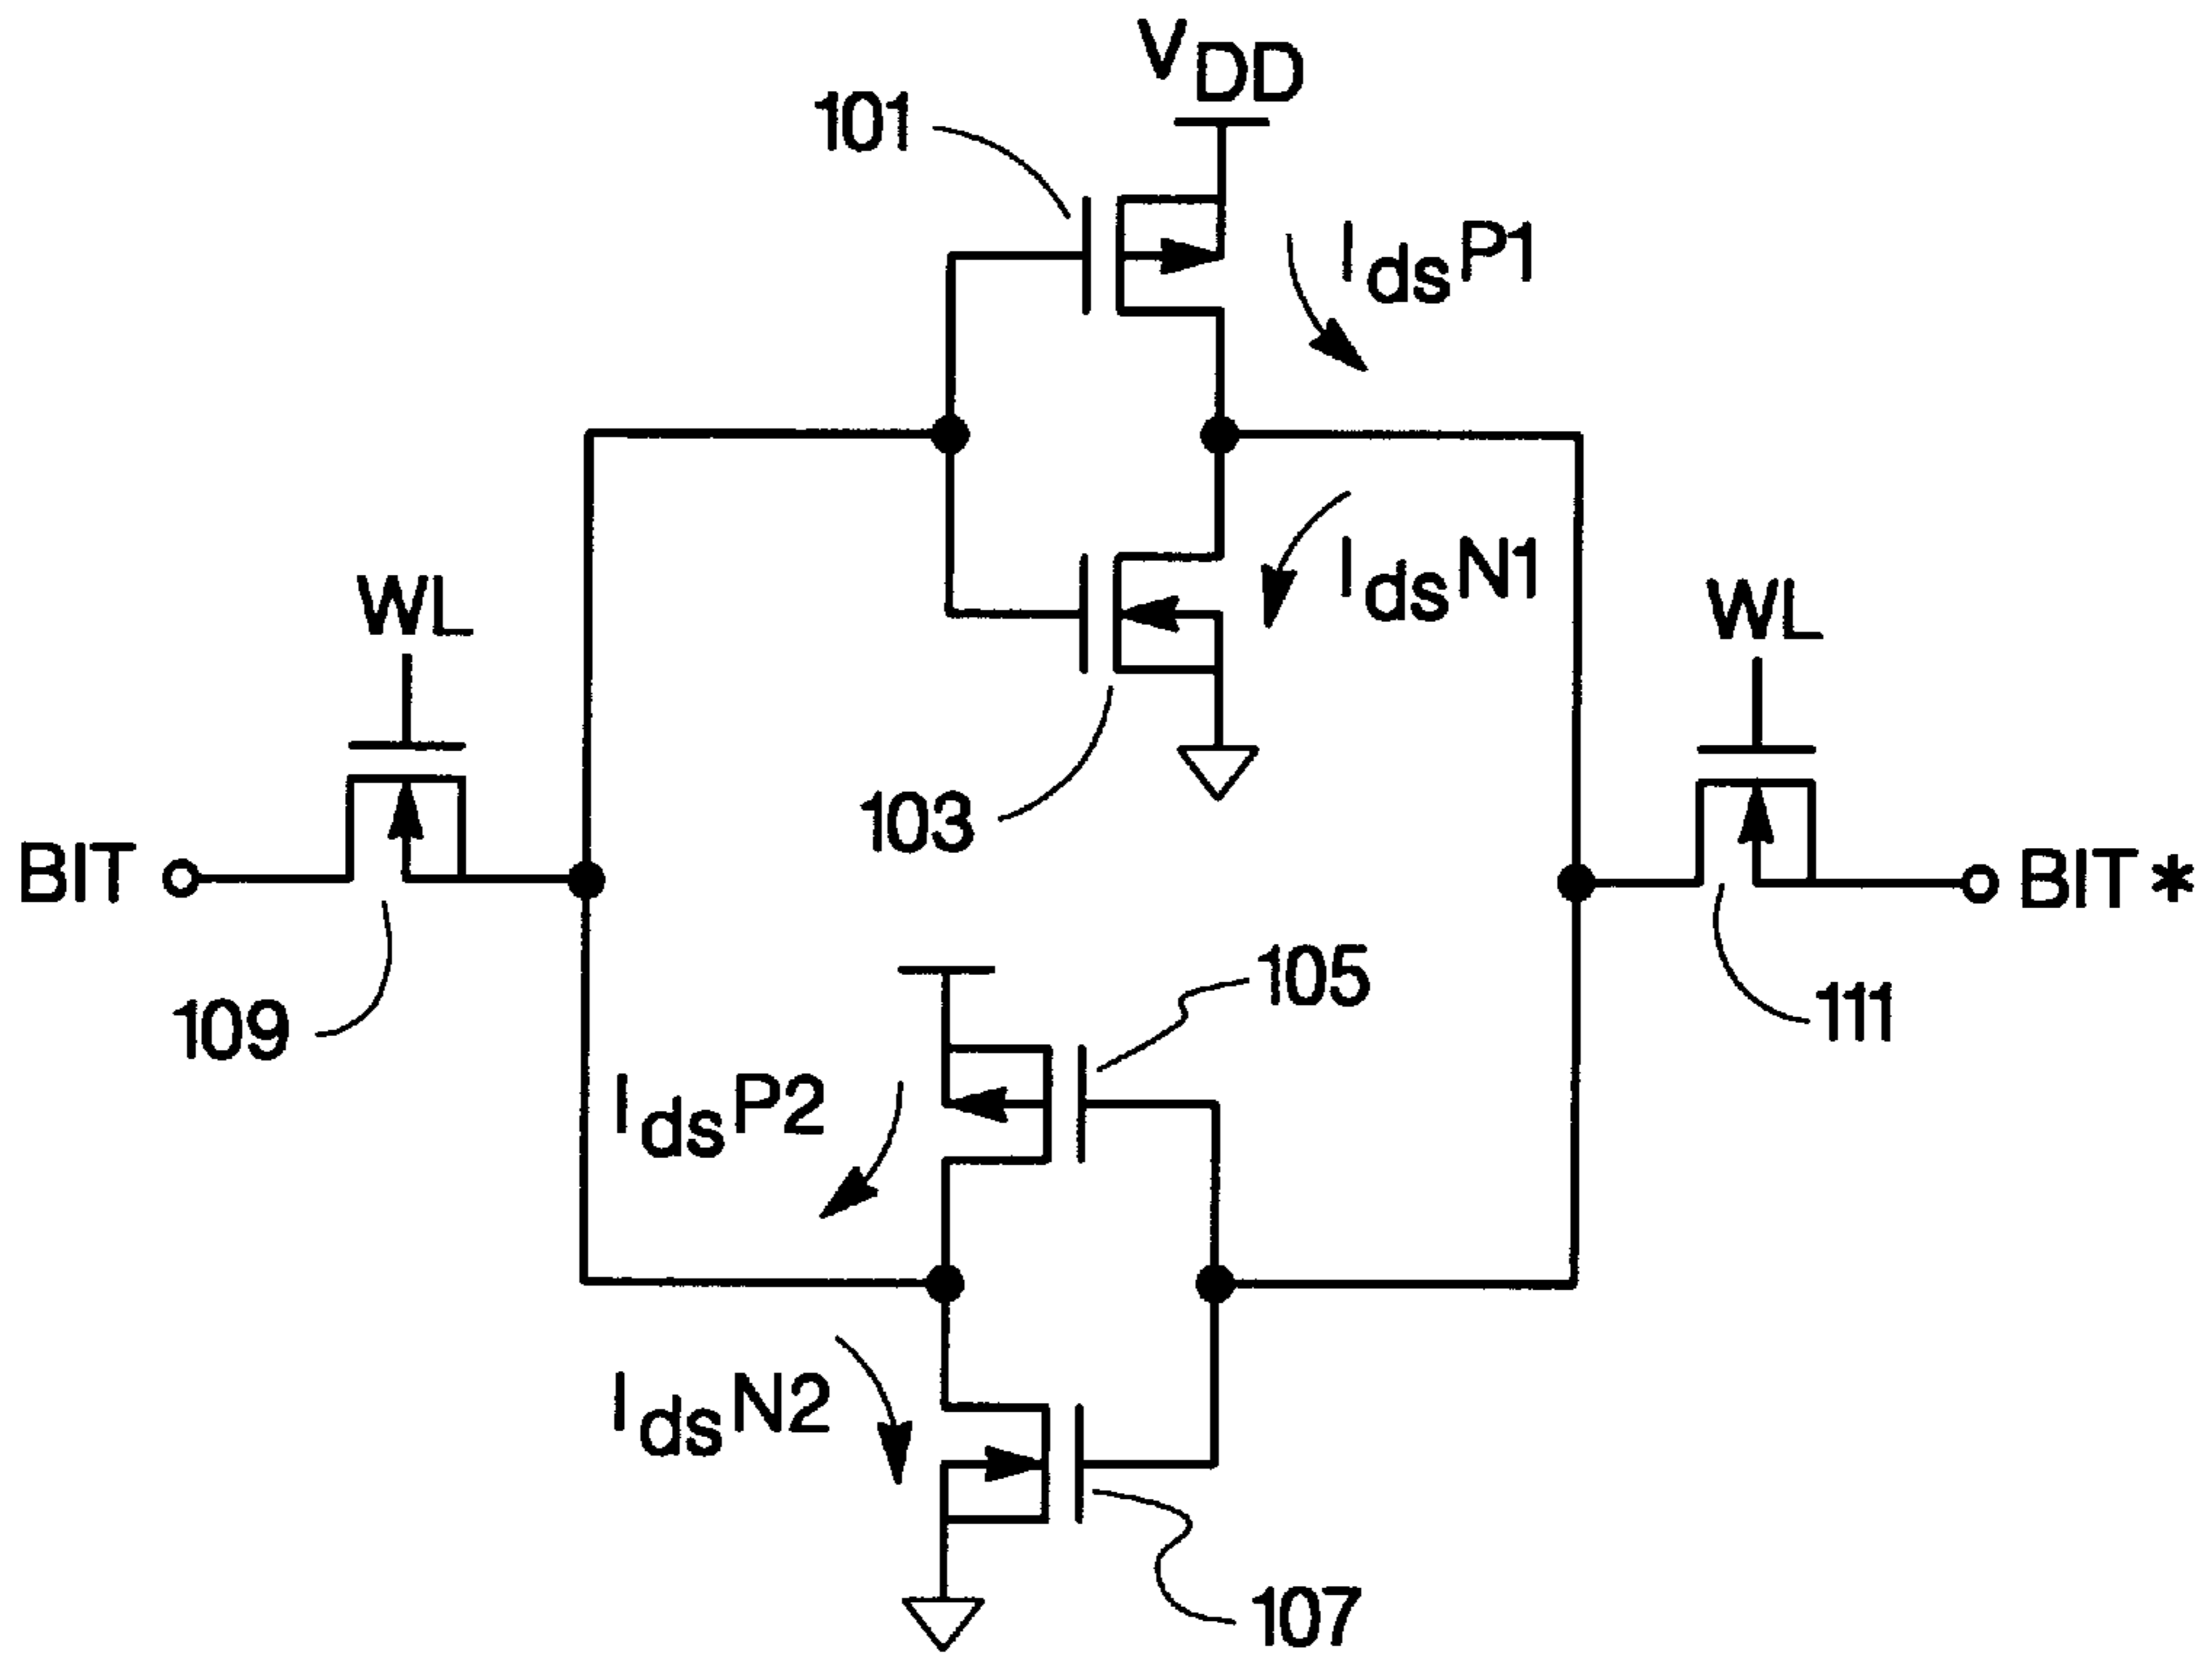 VDD
101
IdsP1
IdsN1
WL
WL
103
BIT
BIT*
105
109
111
IdsP2
IdsN2
107